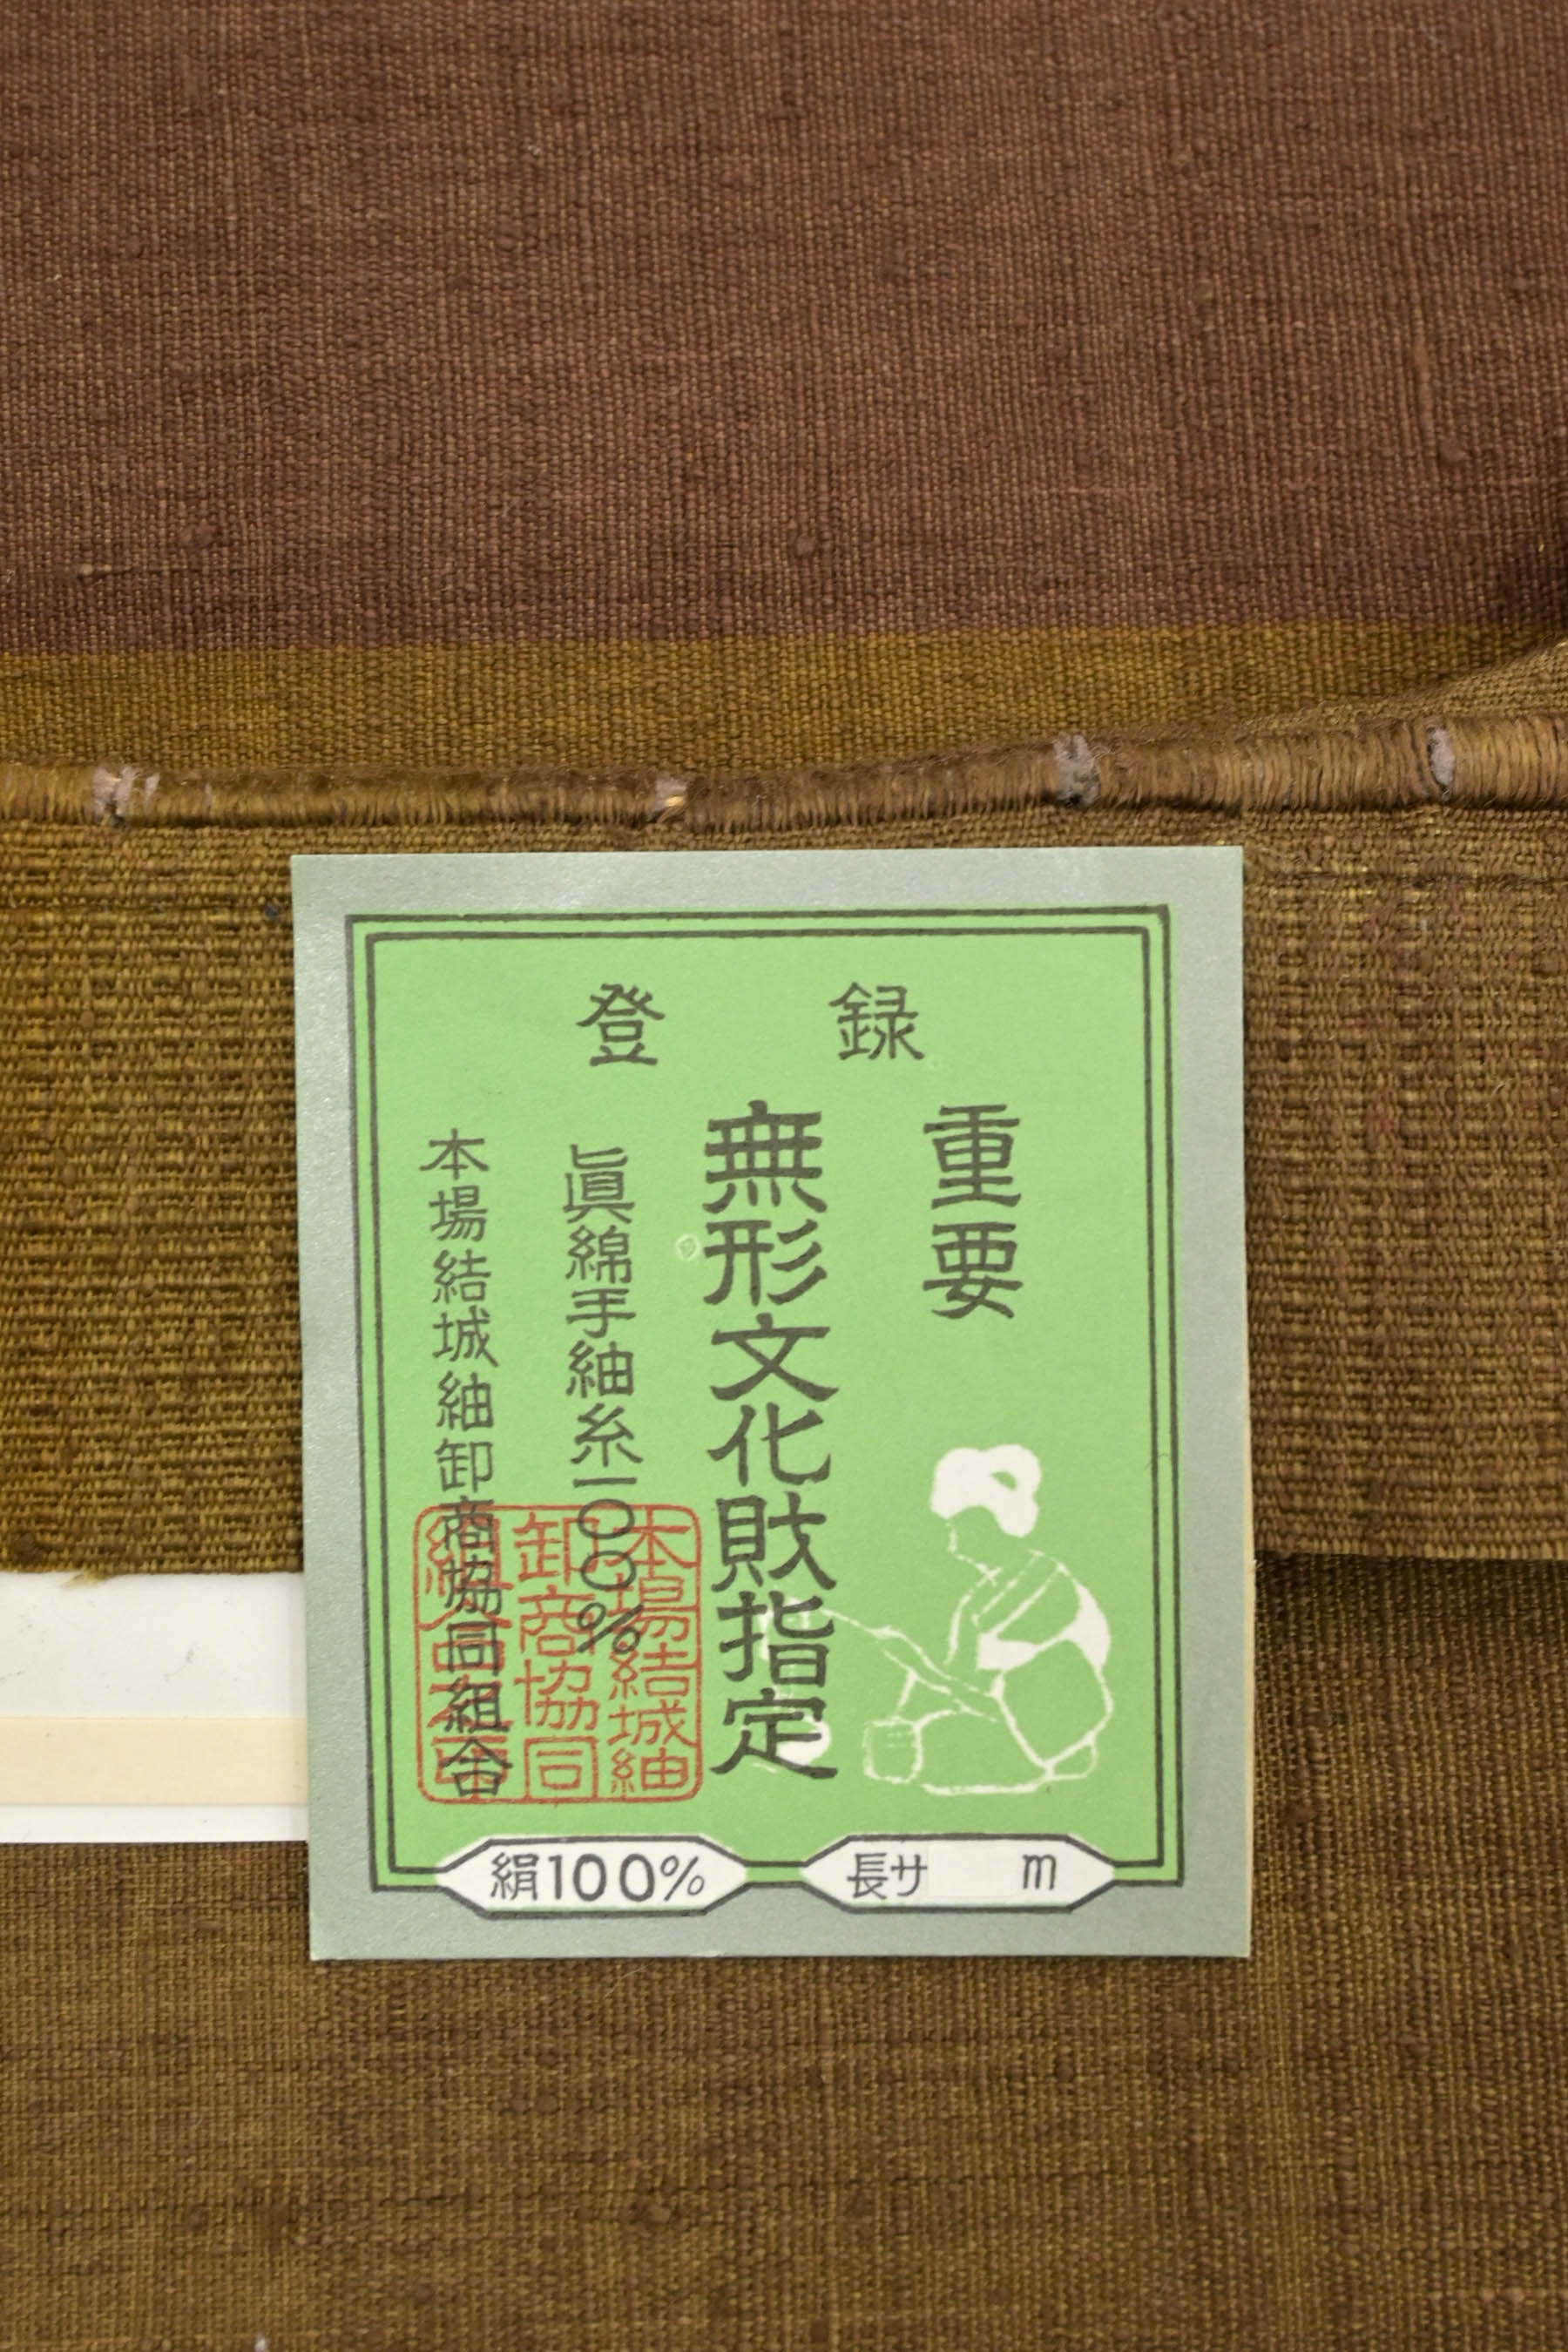 登録
重要
無形文化財指定
眞綿手紬糸一〇〇%
本場結城紬卸商協同組合
本場結城紬
卸商協同
絹100%
長サ m